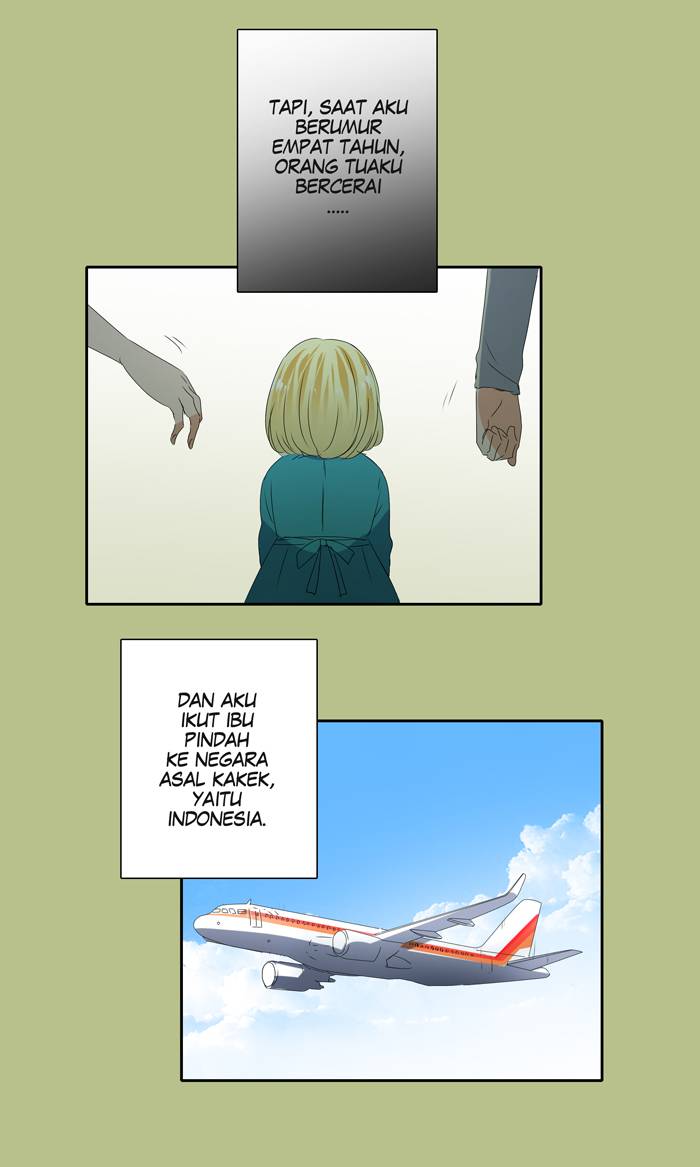 TAPI, SAAT AKU
BERUMUR
EMPAT TAHUN,
ORANG TUAKU
BERCERAI
.....
DAN AKU
IKUT IBU
PINDAH
KE NEGARA
ASAL KAKEK,
YAITU
INDONESIA.